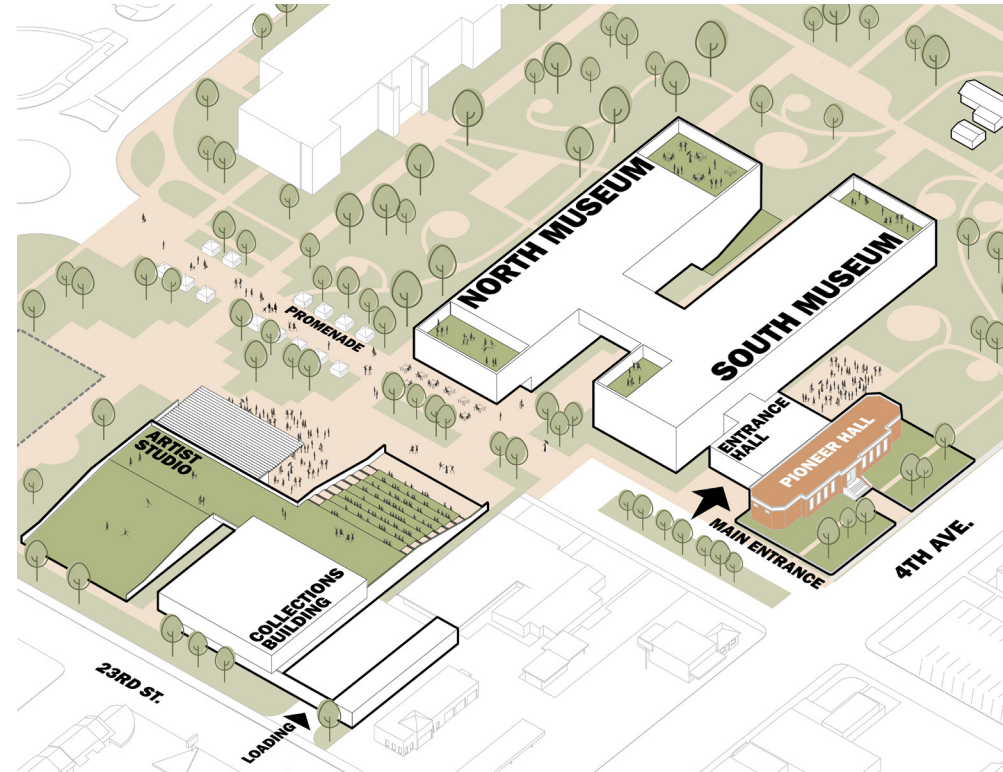 NORTH MUSEUM
SOUTH MUSEUM
PROMENADE
ENTRANCE
HALL
PIONEER HALL
ARTIST
STUDIO
MAIN ENTRANCE
4TH AVE.
COLLECTIONS
BUILDING
23RD ST.
LOADING